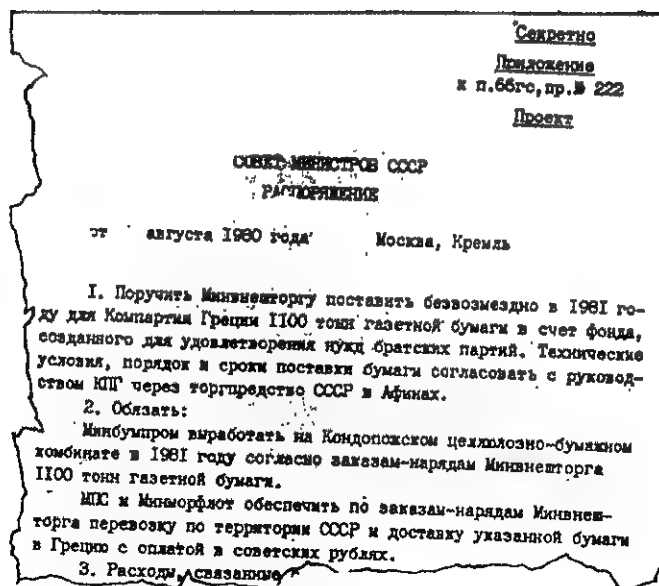 Секретно
Приложение
к п.66гс, пр.№ 222
Проект
СОВЕТ МИНИСТРОВ СССР
РАСПОРЯЖЕНИЕ
от августа 1980 года Москва, Кремль
I. Поручить Минвнешторгу поставить безвозмездно в 1981 го-
ду для Компартии Греции 1100 тонн газетной бумаги в счет фонда,
созданного для удовлетворения нужд братских партий. Технические
условия, порядок и сроки поставки бумаги согласовать с руковод-
ством КПГ через торгпредство СССР в Афинах.
2. Обязать:
Минбумпром выработать на Кондопожском целлюлозно-бумажном
комбинате в 1981 году согласно заказам-нарядам Минвнешторга
1100 тонн газетной бумаги.
МПС и Минморфлот обеспечить по заказам-нарядам Минвнеш-
торга перевозку по территории СССР и доставку указанной бумаги
в Грецию с оплатой в советских рублях.
3. Расходы, связанные